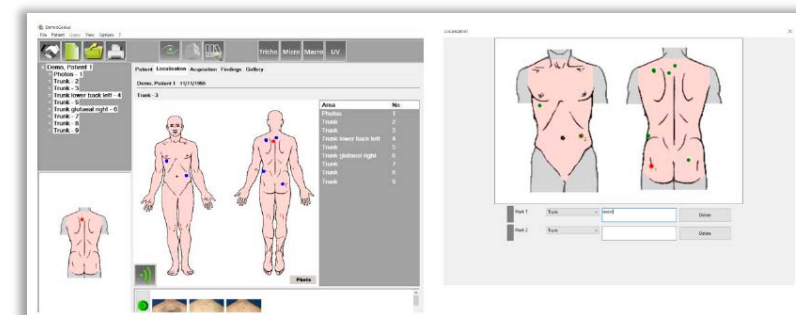 DermoGenius
File Patient Query View Options ?
Tricho Micro Macro UV
Demo, Patient 1
Photos - 1
Trunk - 2
Trunk - 3
Trunk lower back left - 4
Trunk - 5
Trunk glutaeal right - 6
Trunk - 7
Trunk - 8
Trunk - 9
Patient Localization Acquisition Findings Gallery
Demo, Patient 1 11/11/1966
Trunk - 3
Area No
Photos 1
Trunk 2
Trunk 3
Trunk lower back left 4
Trunk 5
Trunk glutaeal right 6
Trunk 7
Trunk 8
Trunk 9
Photo
Localization
Mark 1 Trunk Delete
Mark 2 Trunk Delete